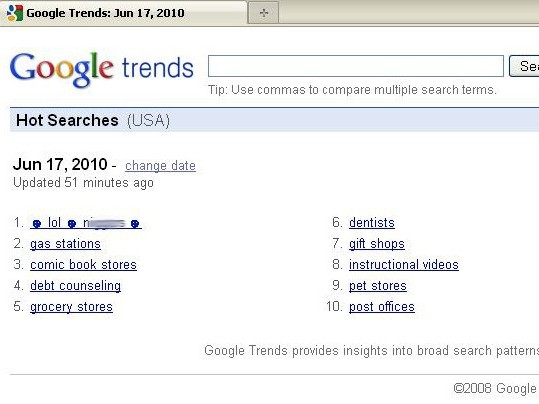 Google Trends: Jun 17, 2010
Google trends
Tip: Use commas to compare multiple search terms.
Hot Searches (USA)
Jun 17, 2010 - change date
Updated 51 minutes ago
1. ☻ lol ☻ ☻
2. gas stations
3. comic book stores
4. debt counseling
5. grocery stores
6. dentists
7. gift shops
8. instructional videos
9. pet stores
10. post offices
Google Trends provides insights into broad search patterns
©2008 Google